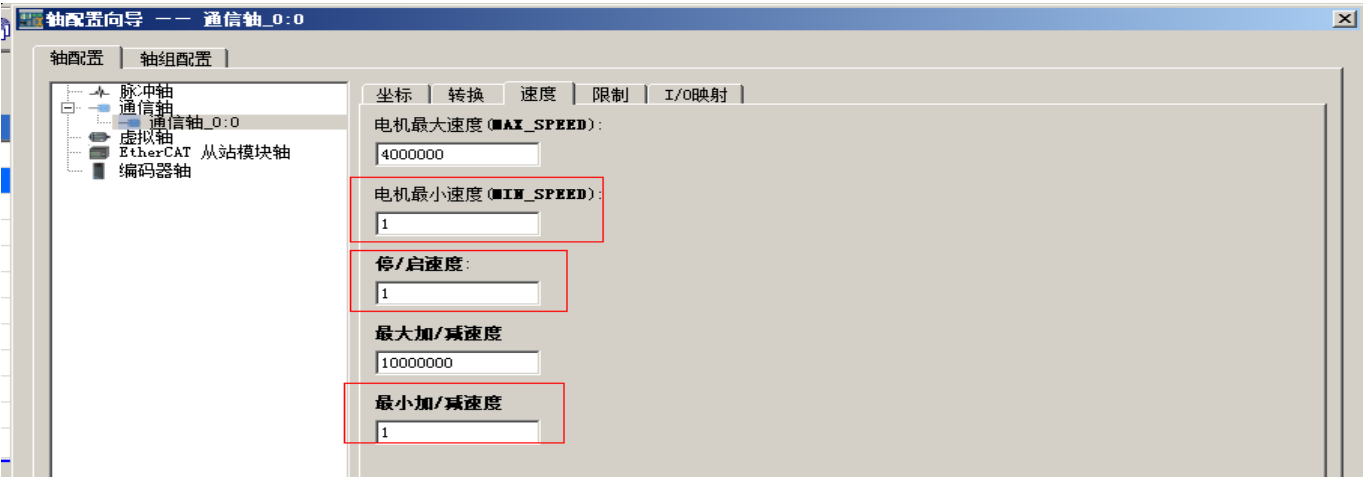 轴配置向导 —— 通信轴_0:0
轴配置 轴组配置
脉冲轴
通信轴
通信轴_0:0
虚拟轴
EtherCAT 从站模块轴
编码器轴
坐标 转换 速度 限制 I/O映射
电机最大速度(MAX_SPEED):
4000000
电机最小速度(MIN_SPEED):
1
停/启速度:
1
最大加/减速度
10000000
最小加/减速度
1